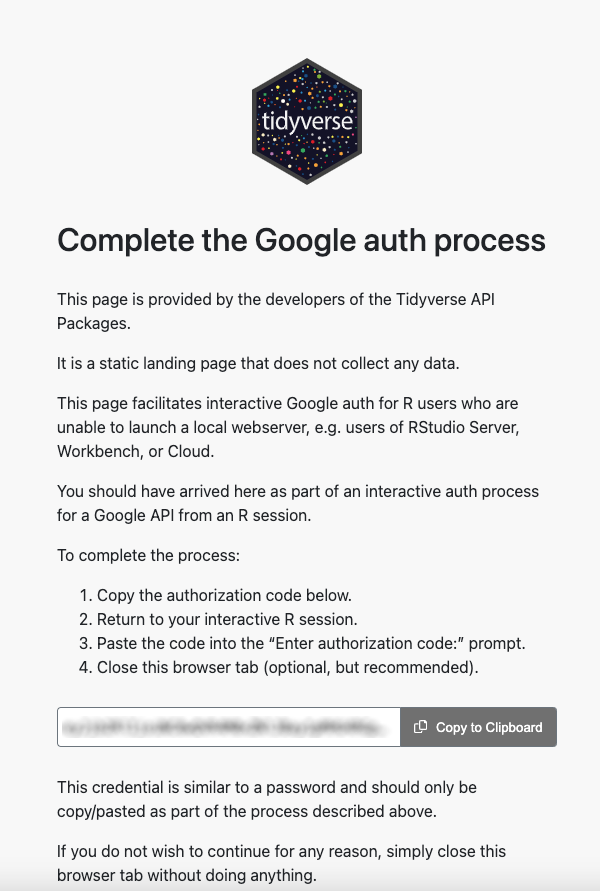 tidyverse
Complete the Google auth process
This page is provided by the developers of the Tidyverse API
Packages.
It is a static landing page that does not collect any data.
This page facilitates interactive Google auth for R users who are
unable to launch a local webserver, e.g. users of RStudio Server,
Workbench, or Cloud.
You should have arrived here as part of an interactive auth process
for a Google API from an R session.
To complete the process:
1. Copy the authorization code below.
2. Return to your interactive R session.
3. Paste the code into the “Enter authorization code:” prompt.
4. Close this browser tab (optional, but recommended).
Copy to Clipboard
This credential is similar to a password and should only be
copy/pasted as part of the process described above.
If you do not wish to continue for any reason, simply close this
browser tab without doing anything.